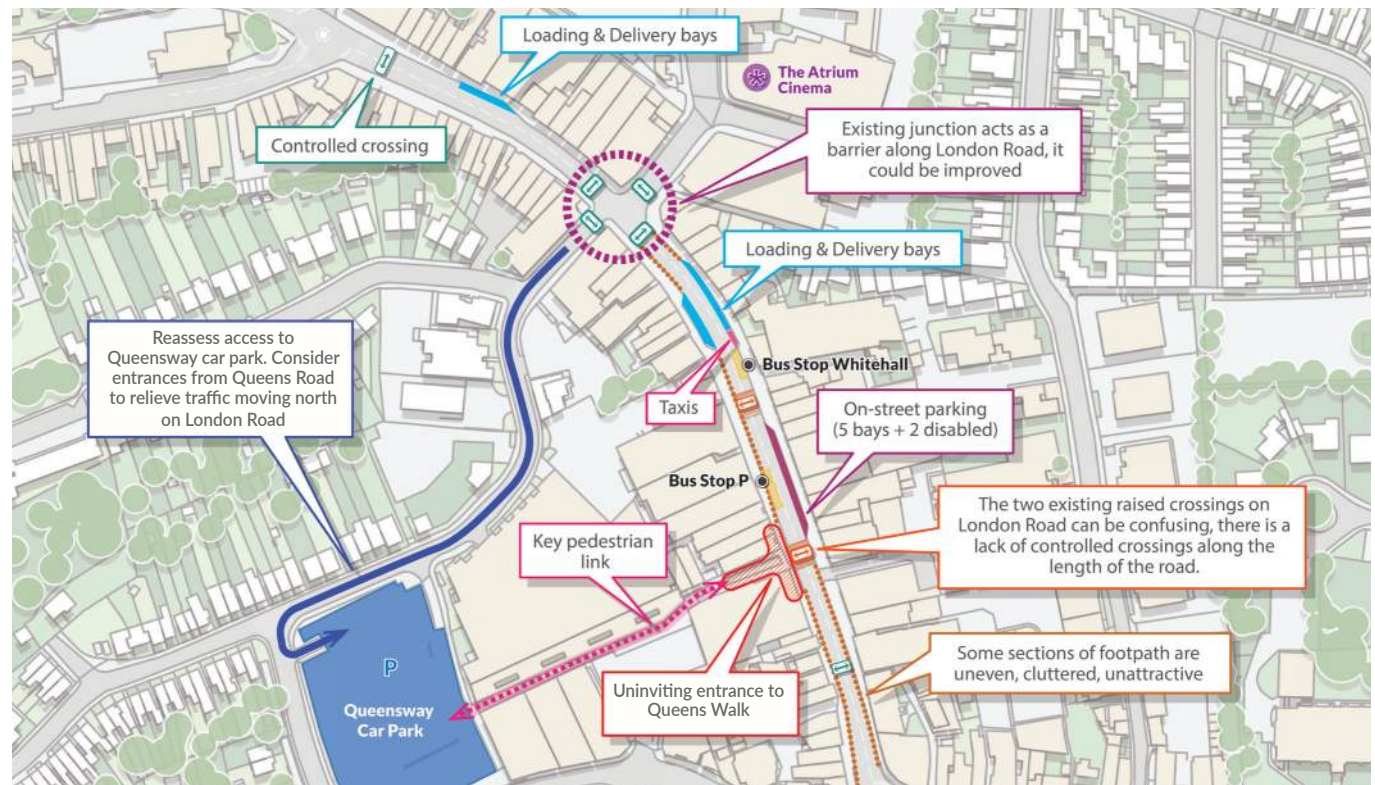 Loading & Delivery bays
The Atrium
Cinema
Controlled crossing
Existing junction acts as a
barrier along London Road, it
could be improved
Loading & Delivery bays
Reassess access to
Queensway car park. Consider
entrances from Queens Road
to relieve traffic moving north
on London Road
Bus Stop Whitehall
Taxis
On-street parking
(5 bays + 2 disabled)
Bus Stop P
The two existing raised crossings on
London Road can be confusing, there is a
lack of controlled crossings along the
length of the road.
Key pedestrian
link
Some sections of footpath are
uneven, cluttered, unattractive
P
Uninviting entrance to
Queens Walk
Queensway
Car Park